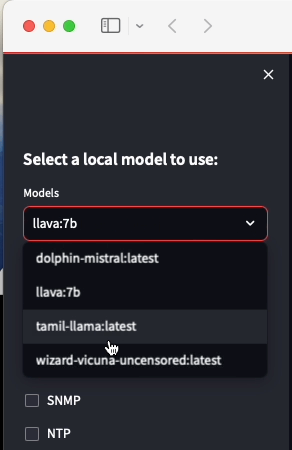 Select a local model to use:
Models
llava:7b
dolphin-mistral:latest
llava:7b
tamil-llama:latest
wizard-vicuna-uncensored:latest
SNMP
NTP